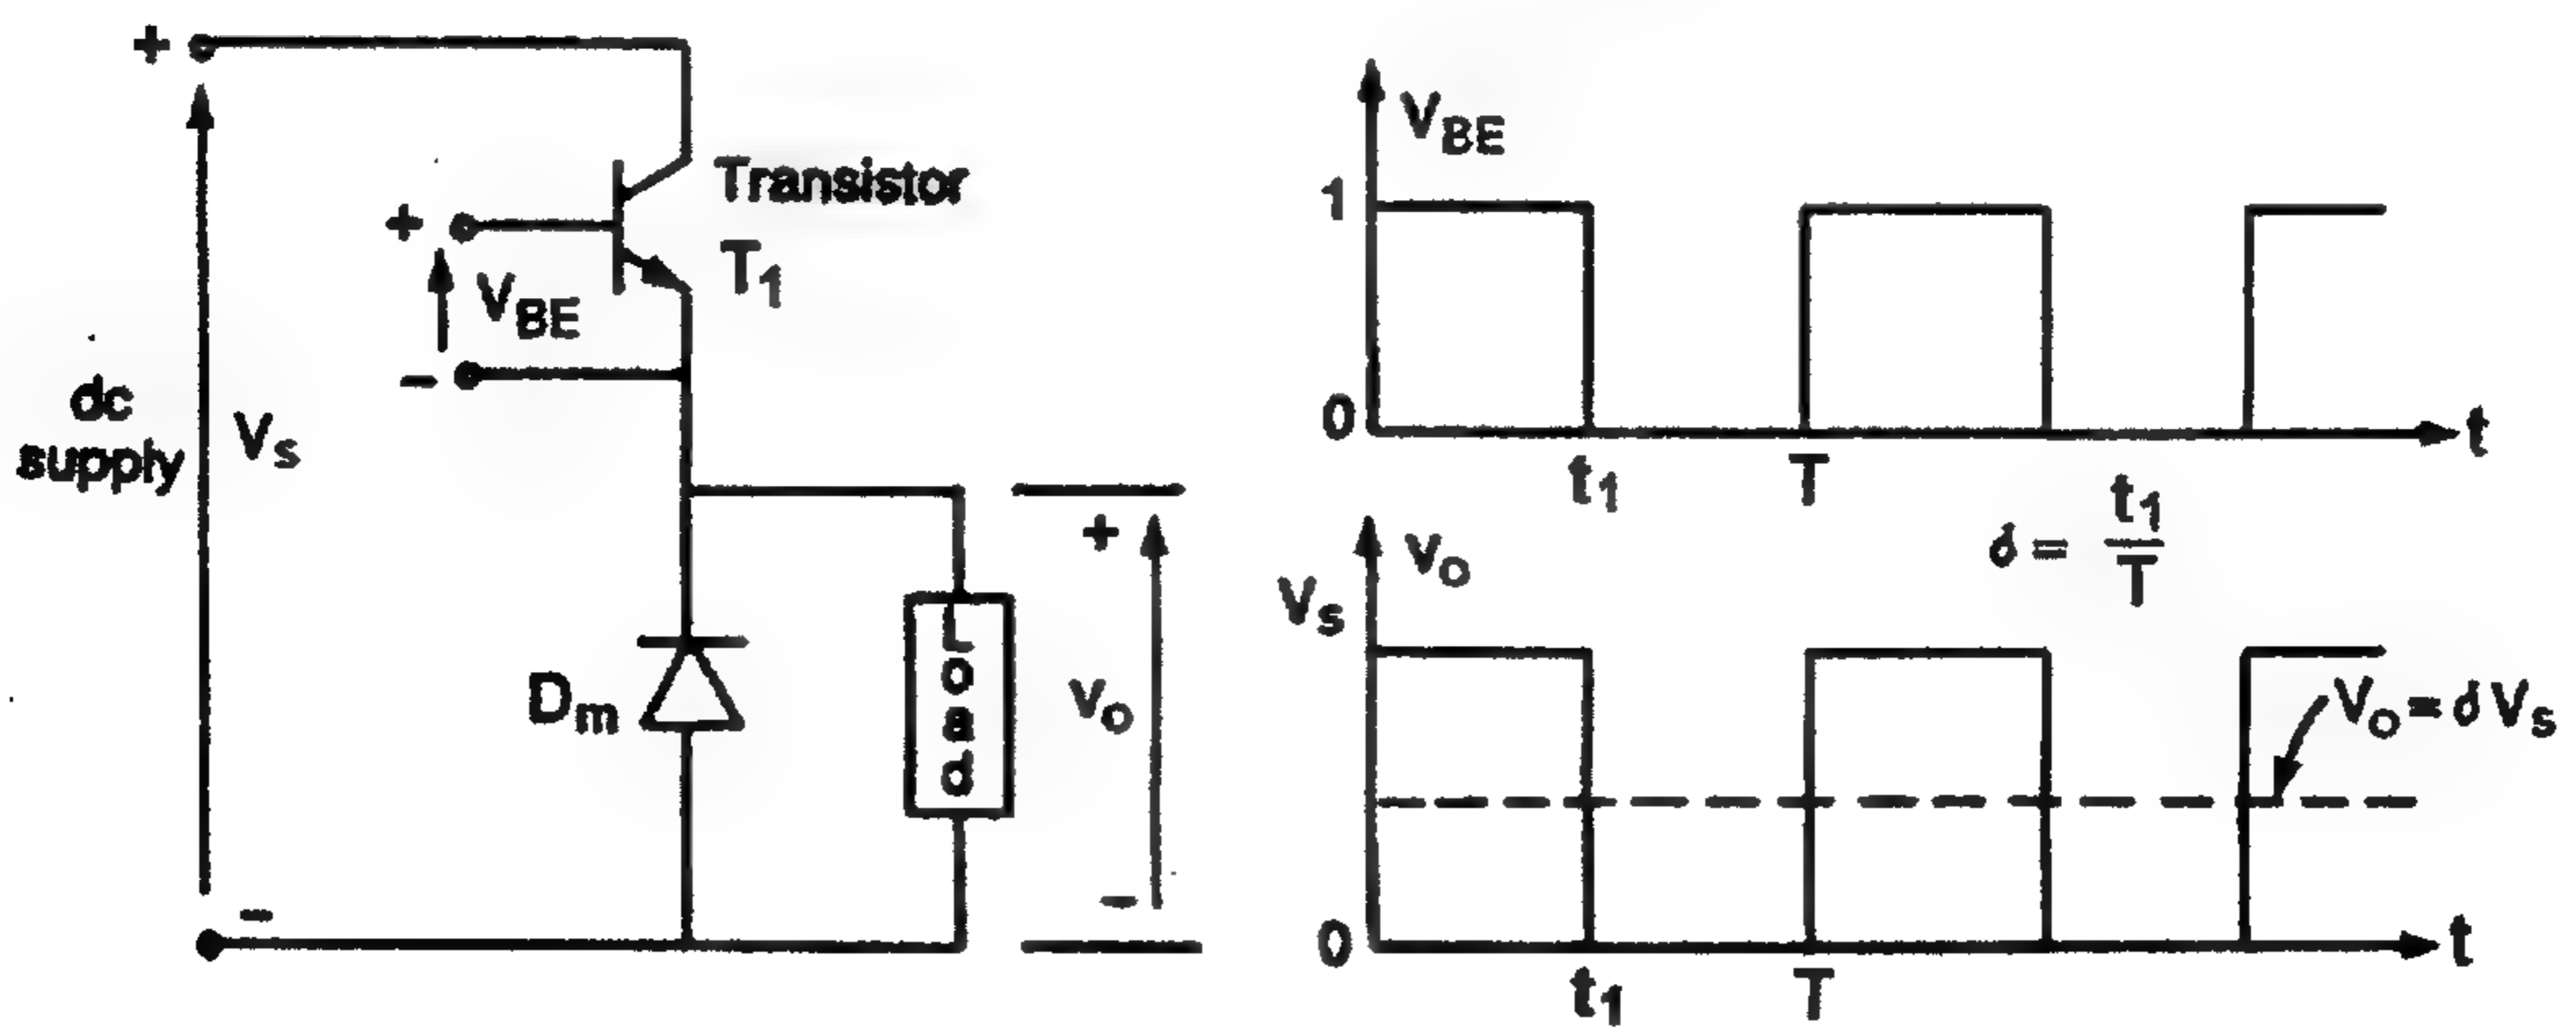 +
Transistor
T1
+
VBE
−
dc
supply
VS
+
Dm
Load
vO
−
−
VBE
1
0
t1
T
t
δ = t1/T
vO
VS
VO = δ VS
0
t1
T
t